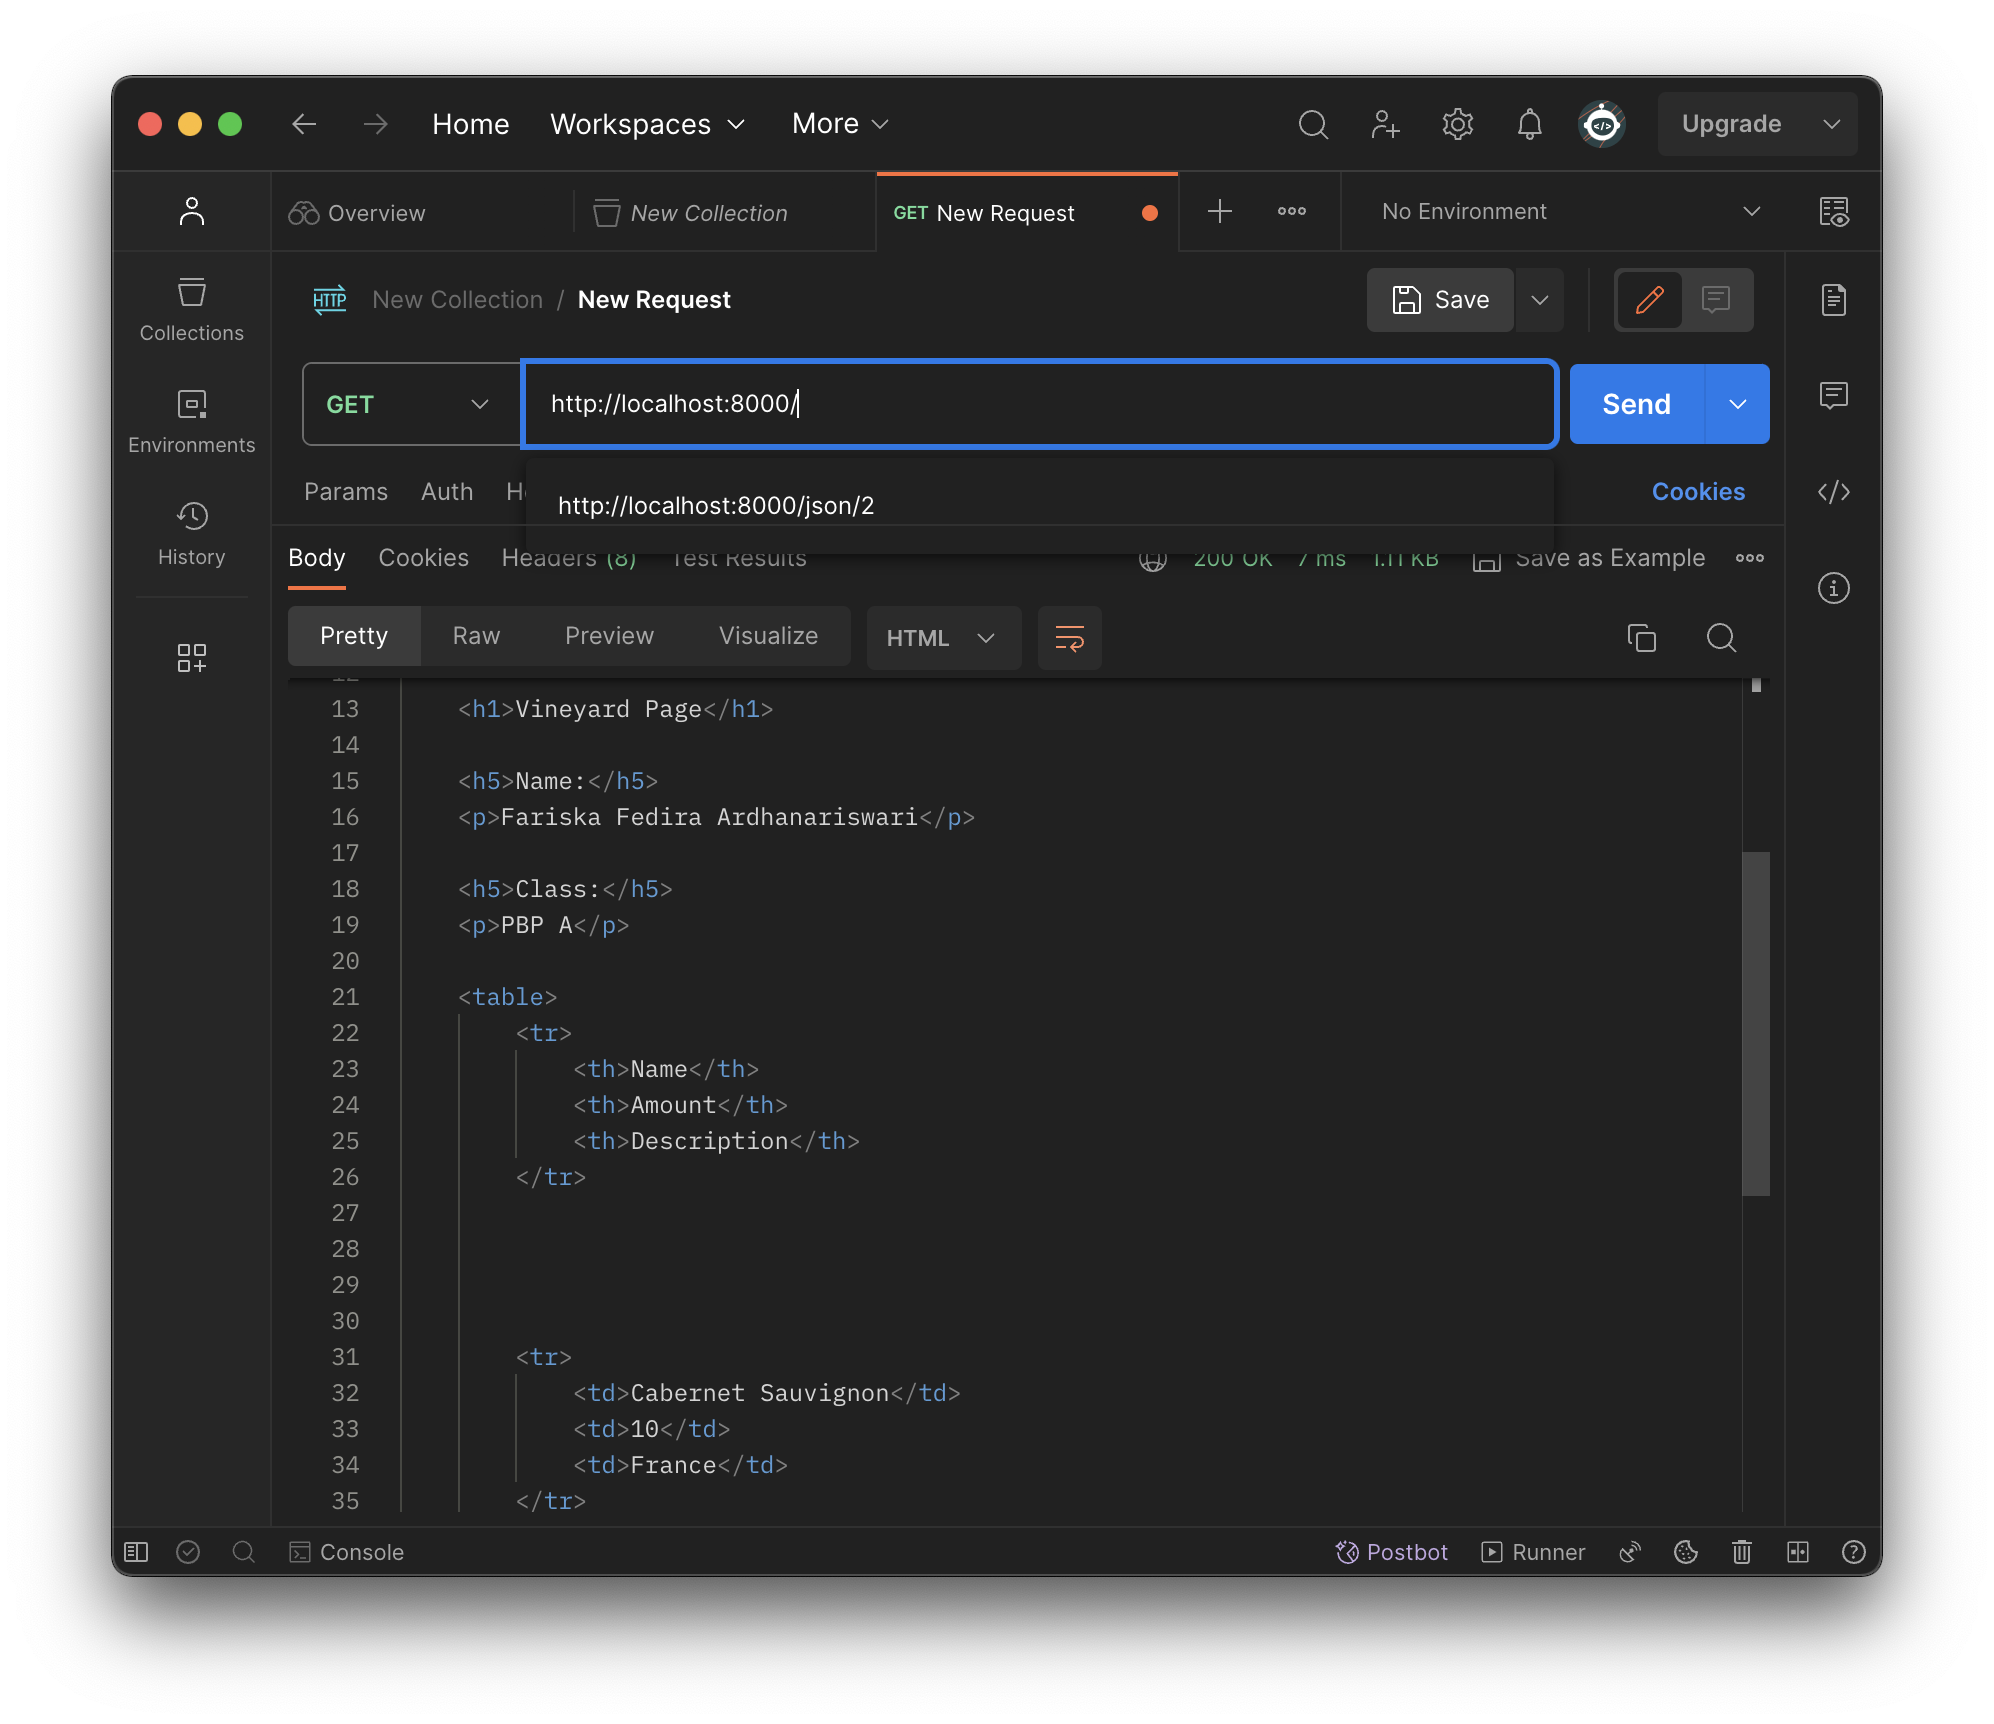 Home Workspaces More Upgrade
Overview New Collection GET New Request No Environment
HTTP New Collection / New Request Save
Collections
GET http://localhost:8000/ Send
Environments
Params Auth Cookies
http://localhost:8000/json/2
History
Body Cookies Headers (8) Test Results 200 OK 7 ms 1.11 KB Save as Example
Pretty Raw Preview Visualize HTML
12
13 <h1>Vineyard Page</h1>
14
15 <h5>Name:</h5>
16 <p>Fariska Fedira Ardhanariswari</p>
17
18 <h5>Class:</h5>
19 <p>PBP A</p>
20
21 <table>
22 <tr>
23 <th>Name</th>
24 <th>Amount</th>
25 <th>Description</th>
26 </tr>
27
28
29
30
31 <tr>
32 <td>Cabernet Sauvignon</td>
33 <td>10</td>
34 <td>France</td>
35 </tr>
Console Postbot Runner